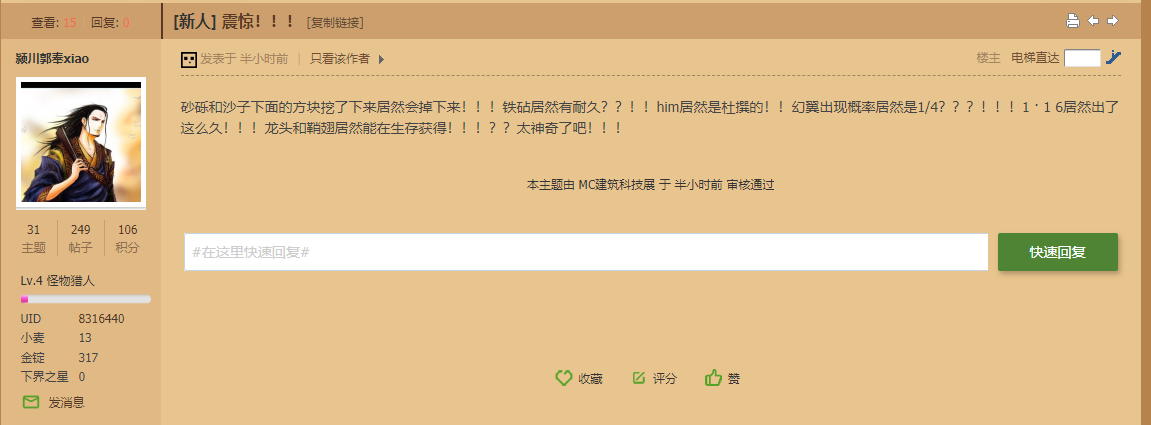 查看: 15 | 回复: 0
[新人] 震惊！！！ [复制链接]
颍川郭奉xiao
发表于 半小时前 | 只看该作者
楼主 电梯直达
砂砾和沙子下面的方块挖了下来居然会掉下来！！！铁砧居然有耐久？？！！him居然是杜撰的！！幻翼出现概率居然是1/4？？？！！！1・1 6居然出了
这么久！！！龙头和鞘翅居然能在生存获得！！！？？太神奇了吧！！！
本主题由 MC建筑科技展 于 半小时前 审核通过
31 249 106
主题 帖子 积分
#在这里快速回复#
快速回复
Lv.4 怪物猎人
UID 8316440
小麦 13
金锭 317
下界之星 0
发消息
收藏 评分 赞